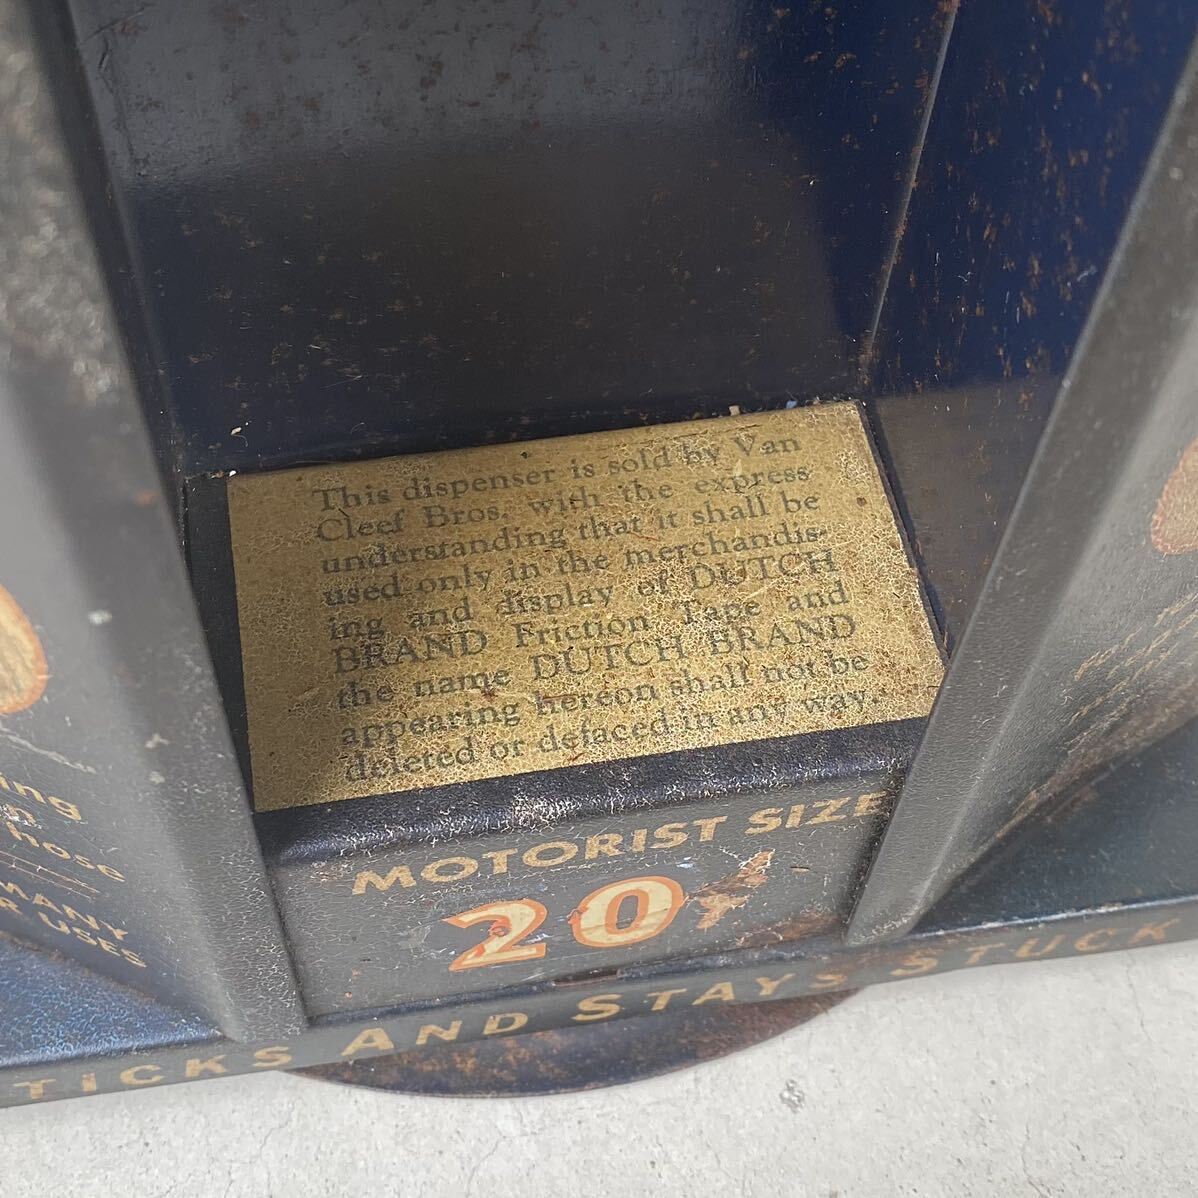 This dispenser is sold by Van
Cleef Bros. with the express
understanding that it shall be
used only in the merchandis-
ing and display of DUTCH
BRAND Friction Tape and
the name DUTCH BRAND
appearing hereon shall not be
deleted or defaced in any way.
MOTORIST SIZE
20
hose
MANY
USES
TICKS AND STAYS STUCK